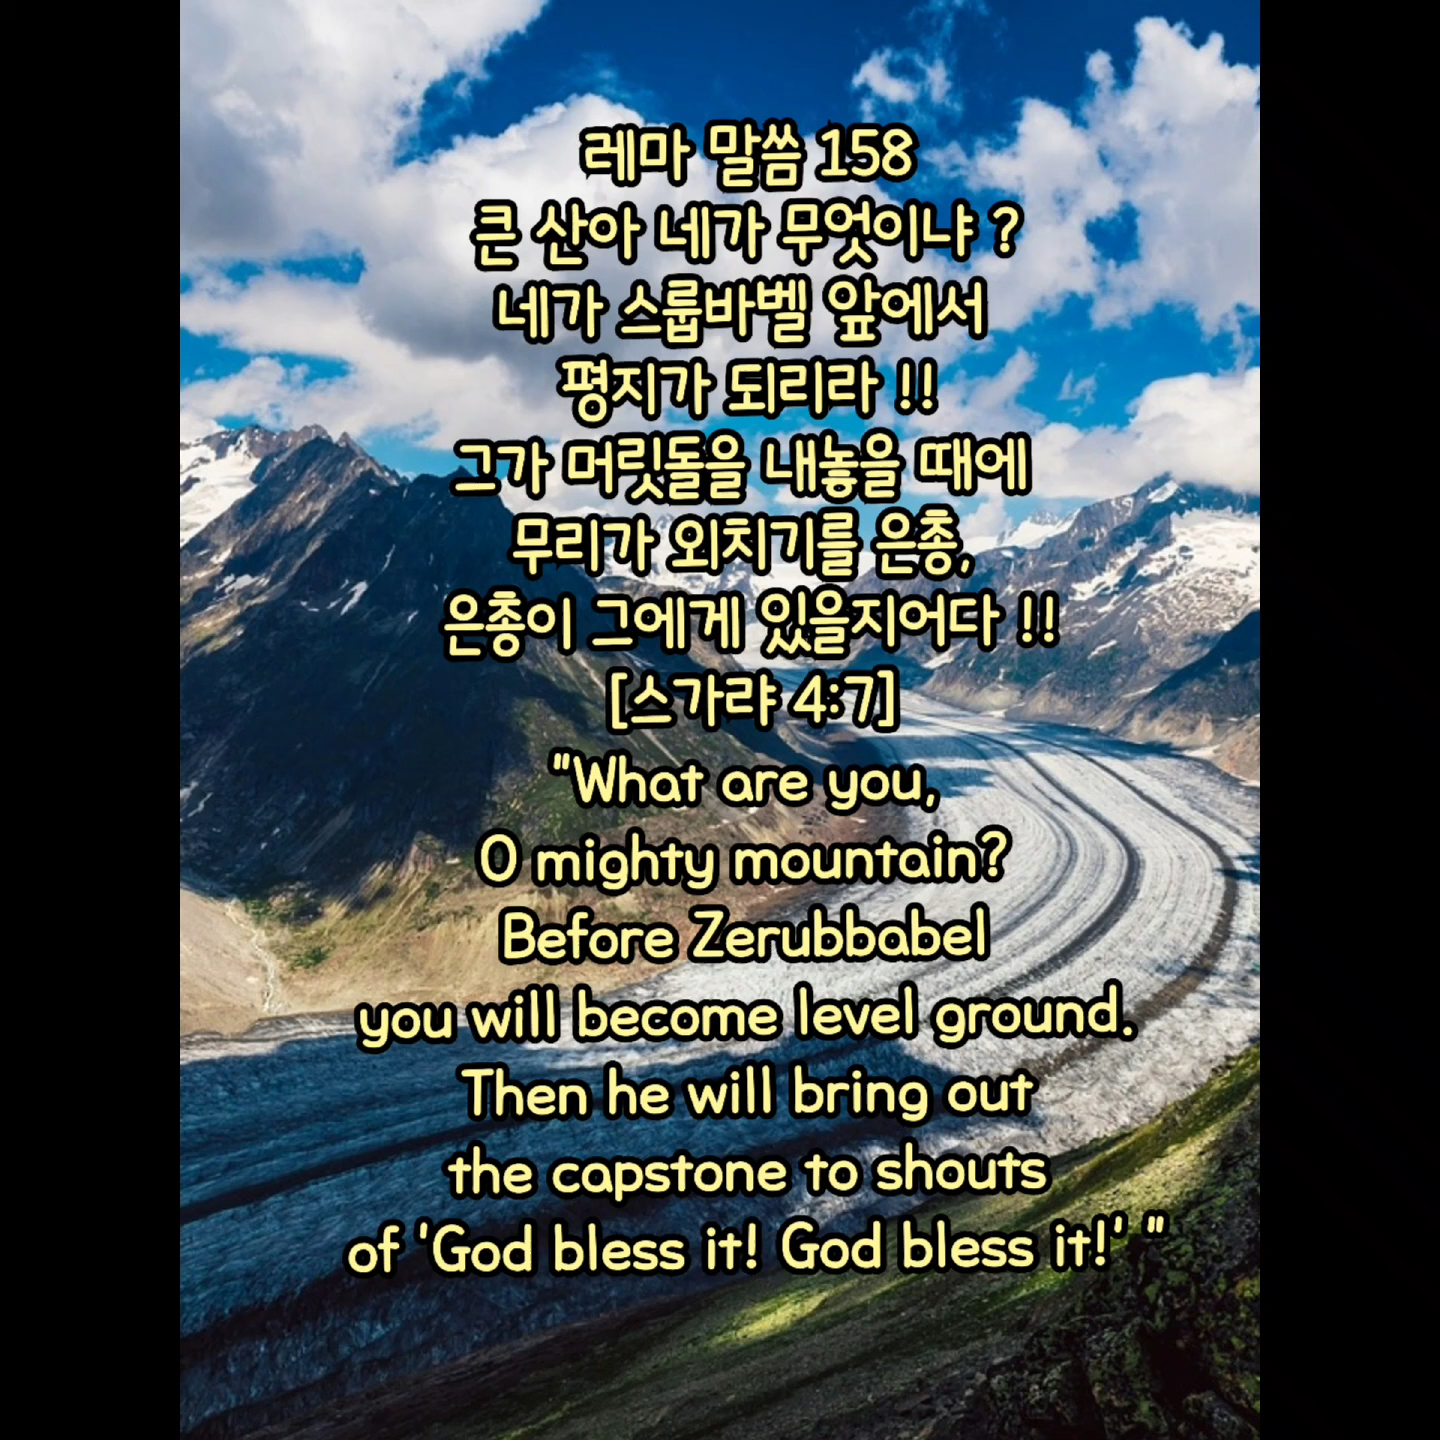 레마 말씀 158
큰 산아 네가 무엇이냐 ?
네가 스룹바벨 앞에서
평지가 되리라 !!
그가 머릿돌을 내놓을 때에
무리가 외치기를 은총,
은총이 그에게 있을지어다 !!
[스가랴 4:7]
"What are you,
O mighty mountain?
Before Zerubbabel
you will become level ground.
Then he will bring out
the capstone to shouts
of 'God bless it! God bless it!' "